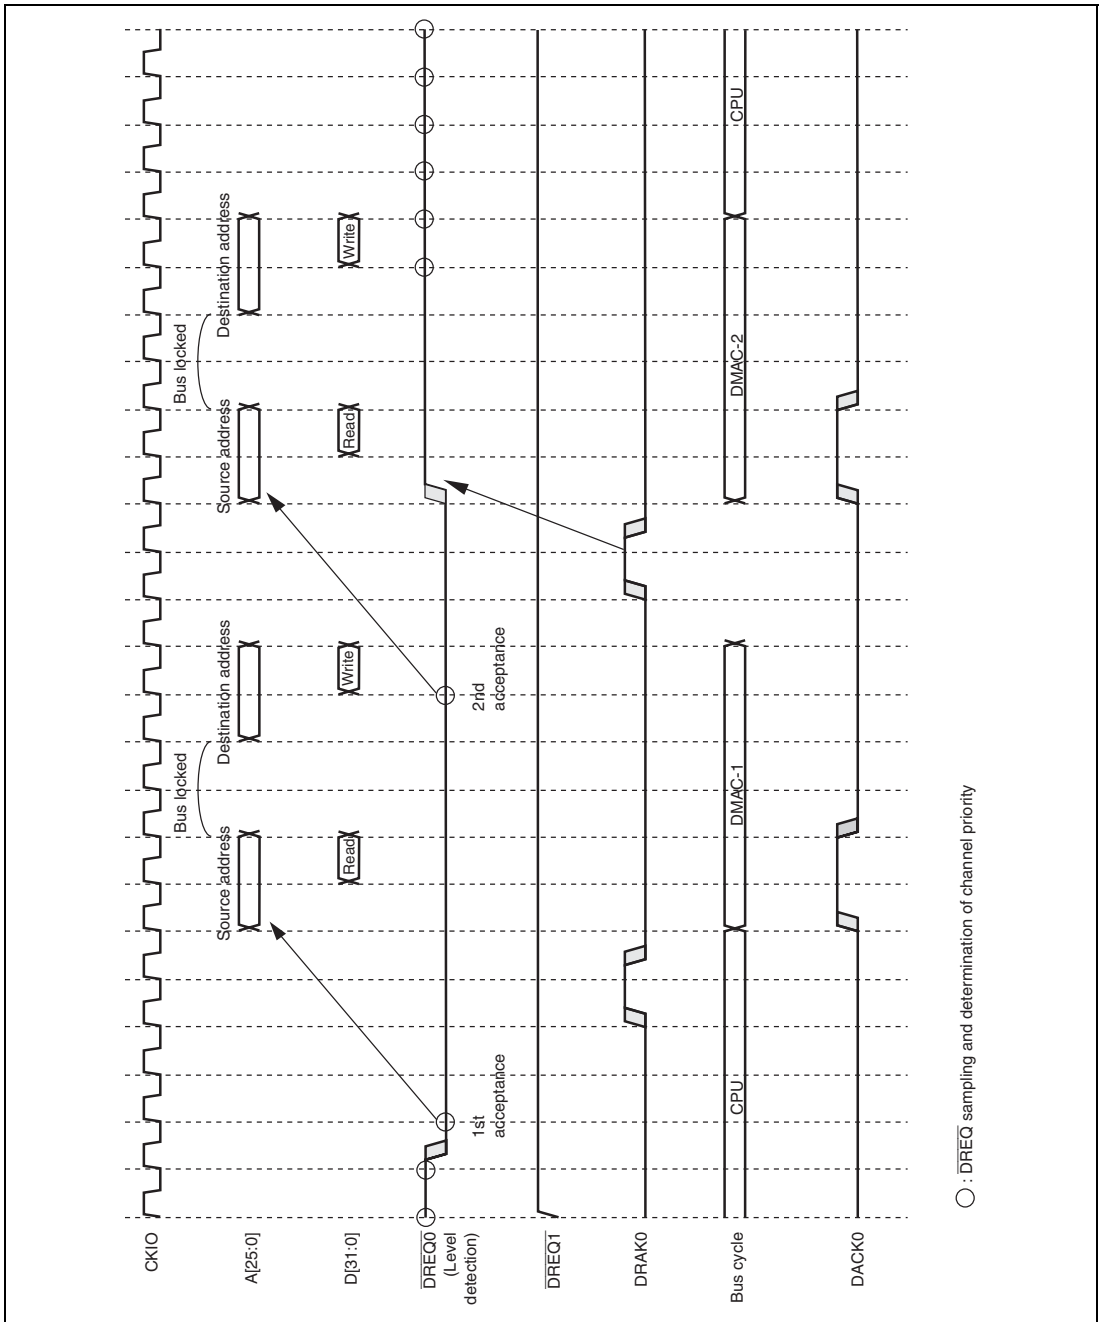 CKIO
A[25:0]
Source address
Bus locked
Destination address
Source address
Bus locked
Destination address
D[31:0]
Read
Write
Read
Write
DREQ0
(Level
detection)
1st
acceptance
2nd
acceptance
DREQ1
DRAK0
Bus cycle
CPU
DMAC-1
DMAC-2
CPU
DACK0
: DREQ sampling and determination of channel priority